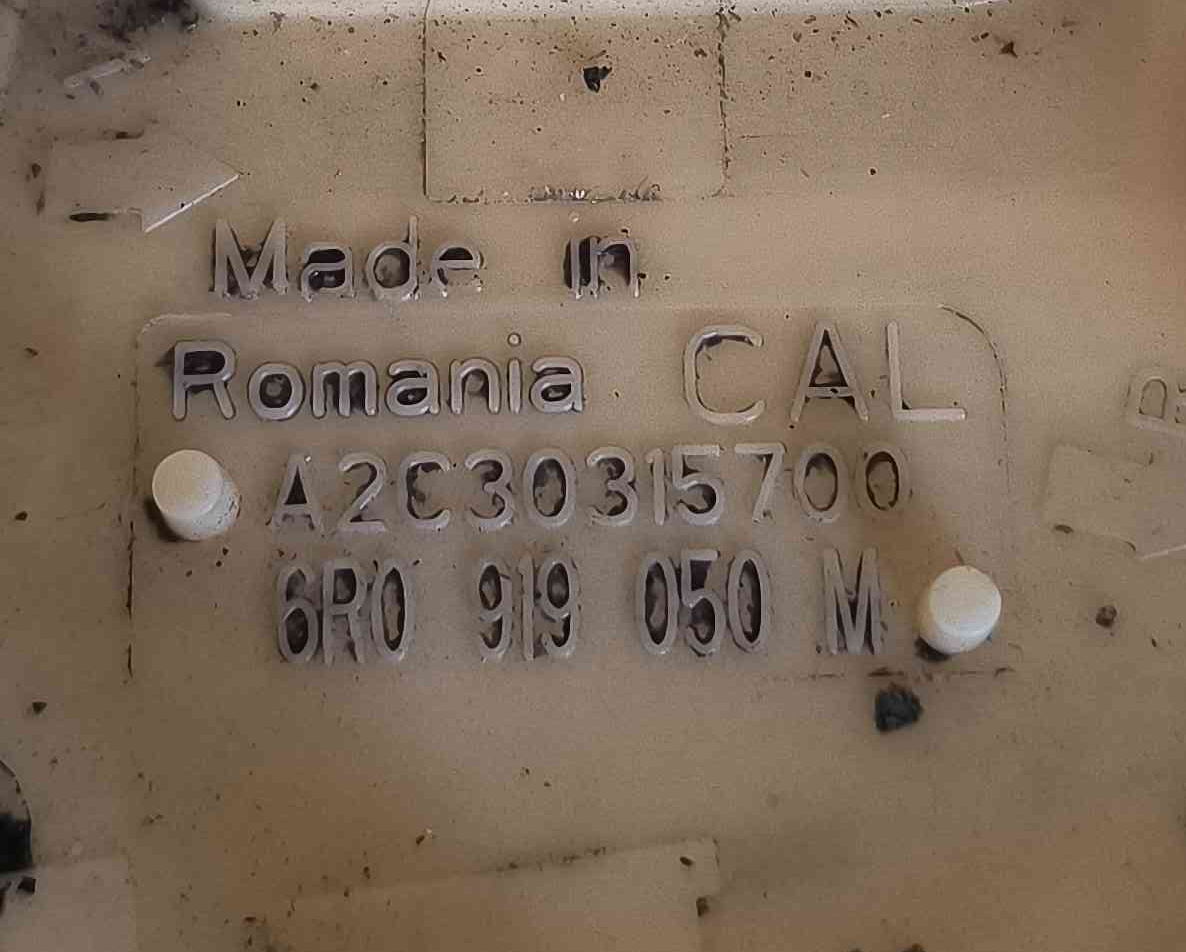 Made in
Romania CAL
A2C30315700
6R0 919 050 M